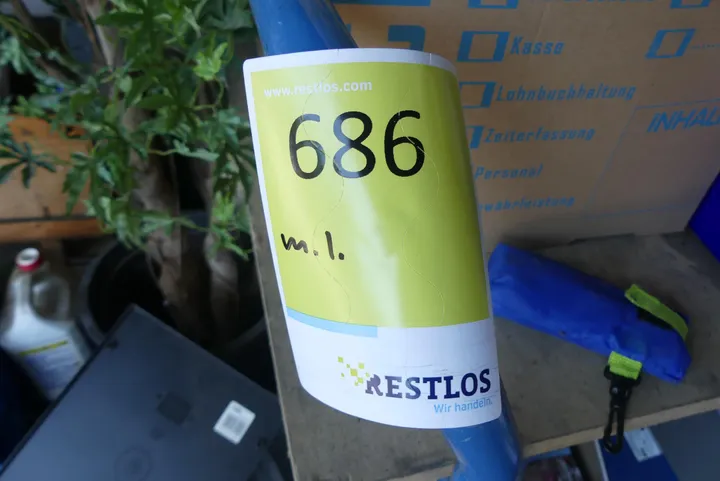 www.restlos.com
686
m.l.
RESTLOS
Wir handeln.
Kasse
Lohnbuchhaltung
Zeiterfassung
Personal
INHAL